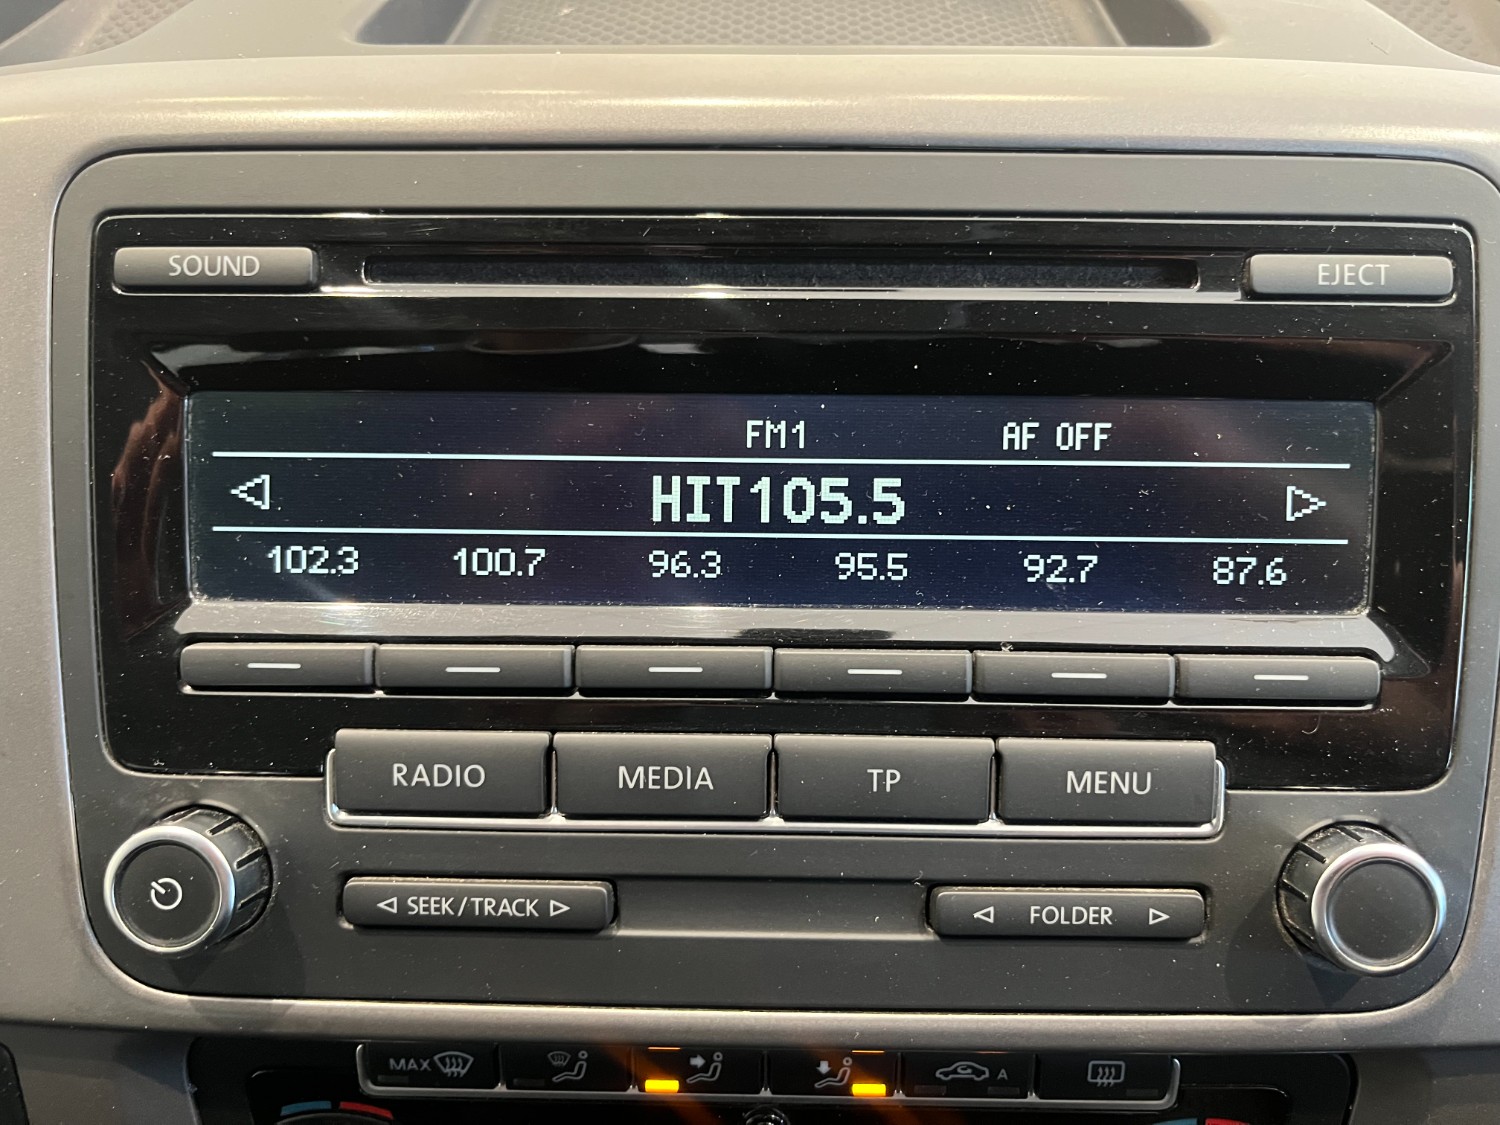 SOUND
EJECT
FM1 AF OFF
HIT105.5
102.3 100.7 96.3 95.5 92.7 87.6
RADIO MEDIA TP MENU
SEEK/TRACK FOLDER
MAX A